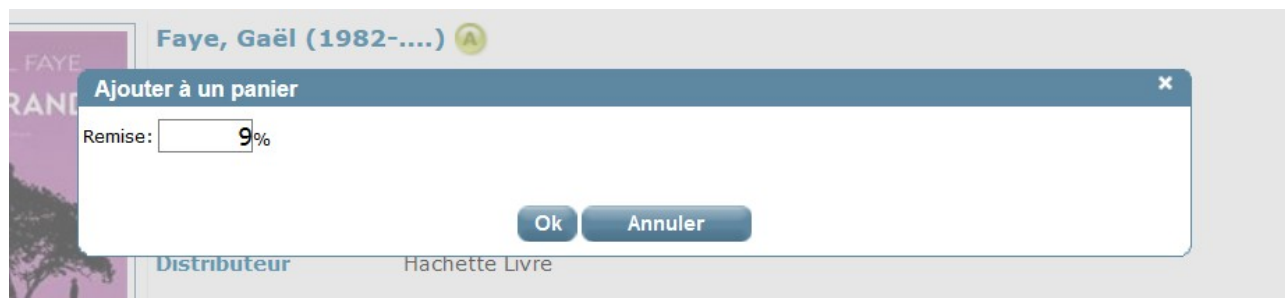 Faye, Gaël (1982-....) A
FAYE
RAND
Ajouter à un panier ×
Remise: 9%
Ok Annuler
Distributeur Hachette Livre